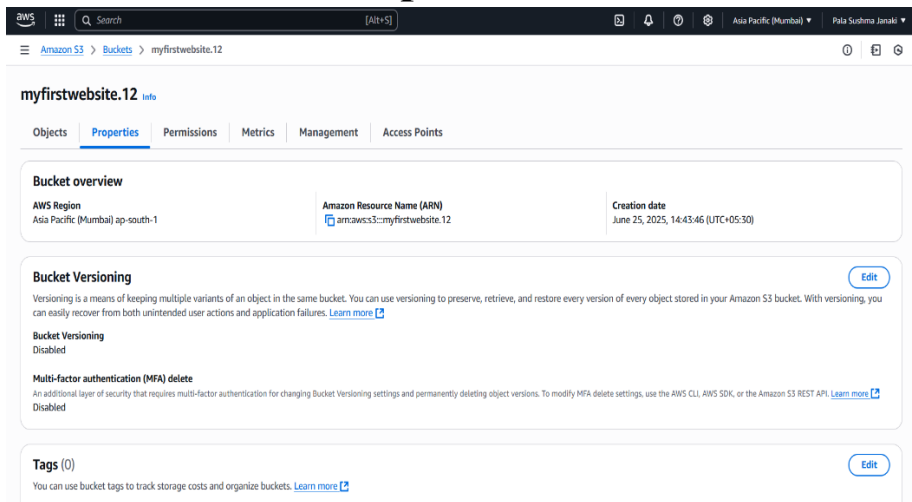 aws
Search
[Alt+S]
Asia Pacific (Mumbai) ▼
Pala Sushma Janaki ▼
Amazon S3 > Buckets > myfirstwebsite.12
myfirstwebsite.12 Info
Objects
Properties
Permissions
Metrics
Management
Access Points
Bucket overview
AWS Region
Asia Pacific (Mumbai) ap-south-1
Amazon Resource Name (ARN)
arn:aws:s3:::myfirstwebsite.12
Creation date
June 25, 2025, 14:43:46 (UTC+05:30)
Bucket Versioning
Edit
Versioning is a means of keeping multiple variants of an object in the same bucket. You can use versioning to preserve, retrieve, and restore every version of every object stored in your Amazon S3 bucket. With versioning, you
can easily recover from both unintended user actions and application failures. Learn more
Bucket Versioning
Disabled
Multi-factor authentication (MFA) delete
An additional layer of security that requires multi-factor authentication for changing Bucket Versioning settings and permanently deleting object versions. To modify MFA delete settings, use the AWS CLI, AWS SDK, or the Amazon S3 REST API. Learn more
Disabled
Tags (0)
Edit
You can use bucket tags to track storage costs and organize buckets. Learn more